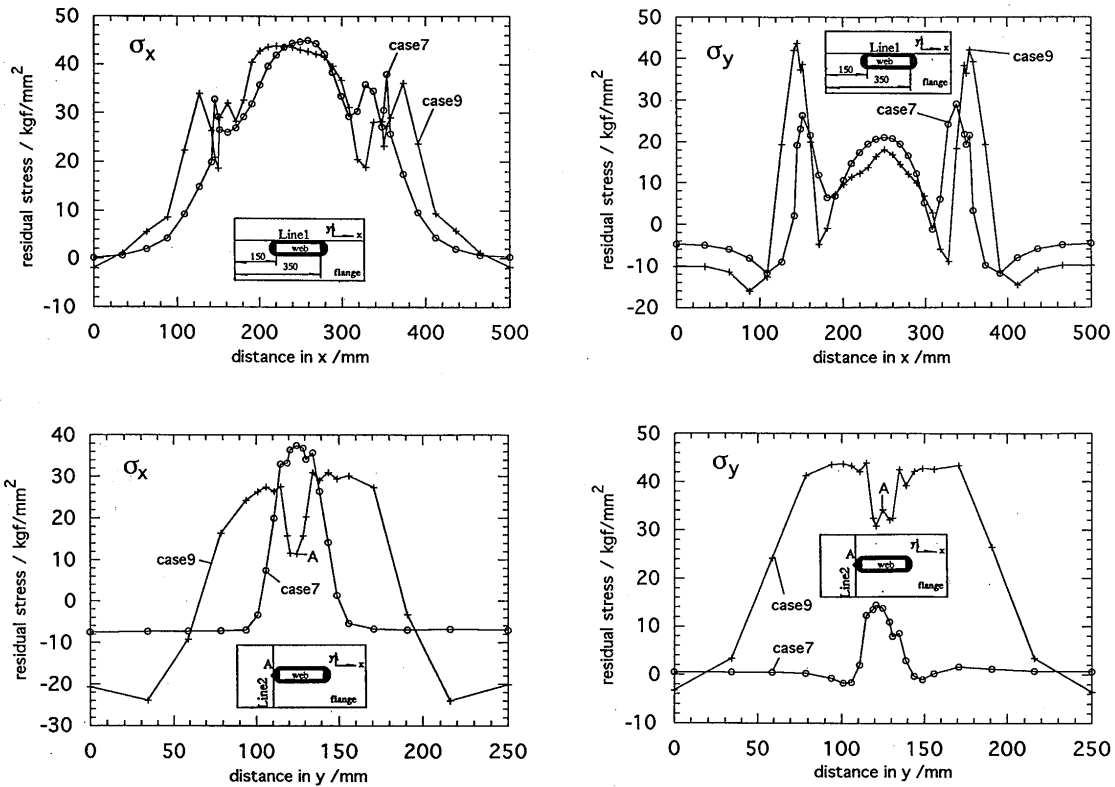 σx
case7
case9
50
40
30
20
10
0
-10
residual stress / kgf/mm²
Line1
y
x
web
150
350
flange
0 100 200 300 400 500
distance in x /mm
σy
case9
case7
50
40
30
20
10
0
-10
-20
residual stress / kgf/mm²
Line1
y
x
web
150
350
flange
0 100 200 300 400 500
distance in x /mm
σx
case9
case7
A
40
30
20
10
0
-10
-20
-30
residual stress / kgf/mm²
A
y
x
web
Line2
flange
0 50 100 150 200 250
distance in y /mm
σy
A
case9
case7
50
40
30
20
10
0
-10
residual stress / kgf/mm²
A
y
x
web
Line2
flange
0 50 100 150 200 250
distance in y /mm